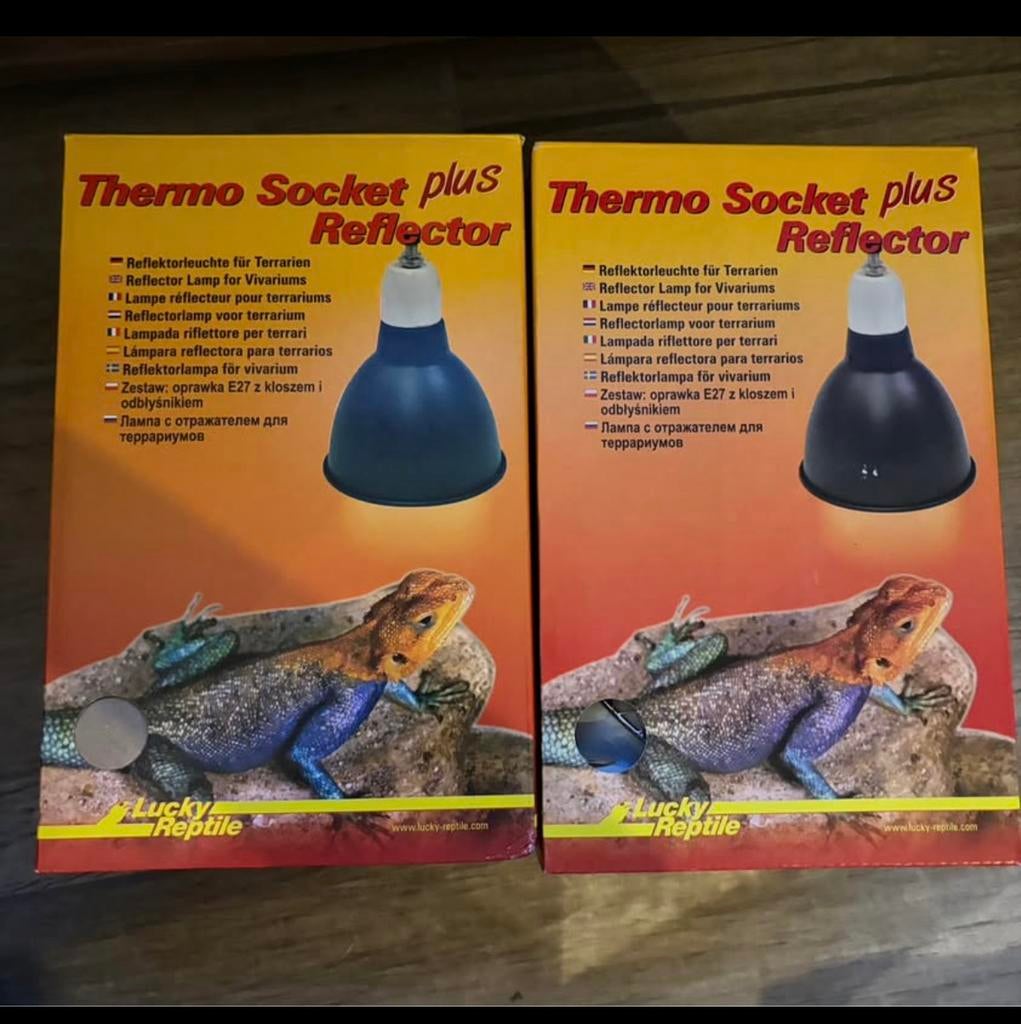 Thermo Socket plus
Reflector
Reflektorleuchte für Terrarien
Reflector Lamp for Vivariums
Lampe réflecteur pour terrariums
Reflectorlamp voor terrarium
Lampada riflettore per terrari
Lámpara reflectora para terrarios
Reflektorlampa för vivarium
Zestaw: oprawka E27 z kloszem i
odbłyśnikiem
Лампа с отражателем для
террариумов
Lucky
Reptile
www.lucky-reptile.com
Thermo Socket plus
Reflector
Reflektorleuchte für Terrarien
Reflector Lamp for Vivariums
Lampe réflecteur pour terrariums
Reflectorlamp voor terrarium
Lampada riflettore per terrari
Lámpara reflectora para terrarios
Reflektorlampa för vivarium
Zestaw: oprawka E27 z kloszem i
odbłyśnikiem
Лампа с отражателем для
террариумов
Lucky
Reptile
www.lucky-reptile.com